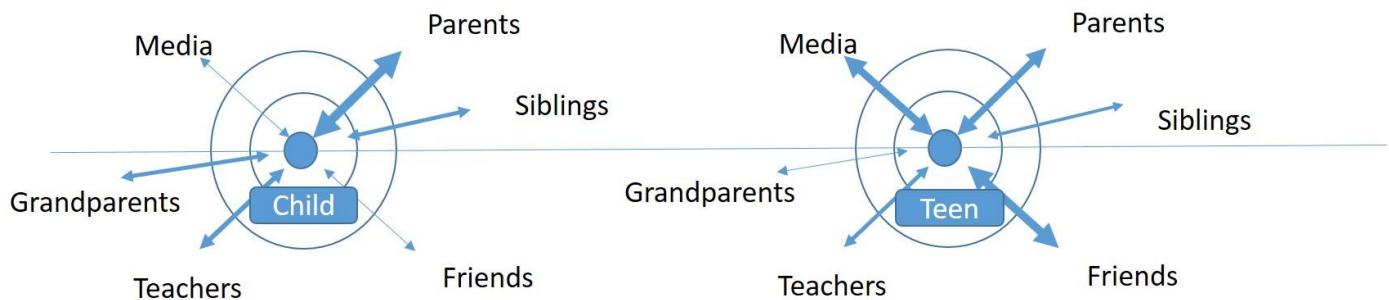 Media
Parents
Siblings
Grandparents
Child
Teachers
Friends
Media
Parents
Siblings
Grandparents
Teen
Teachers
Friends